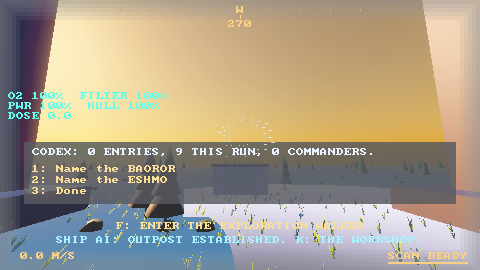 W
270
O2 100% FILTER 100%
PWR 100% HULL 100%
DOSE 0.0
CODEX: 0 ENTRIES, 9 THIS RUN, 0 COMMANDERS.
1: Name the BAOROR
2: Name the ESHMO
3: Done
F: ENTER THE EXPLORATION WALKER
SHIP AI: OUTPOST ESTABLISHED. K: THE WORKSHOP.
0.0 M/S
SCAN READY